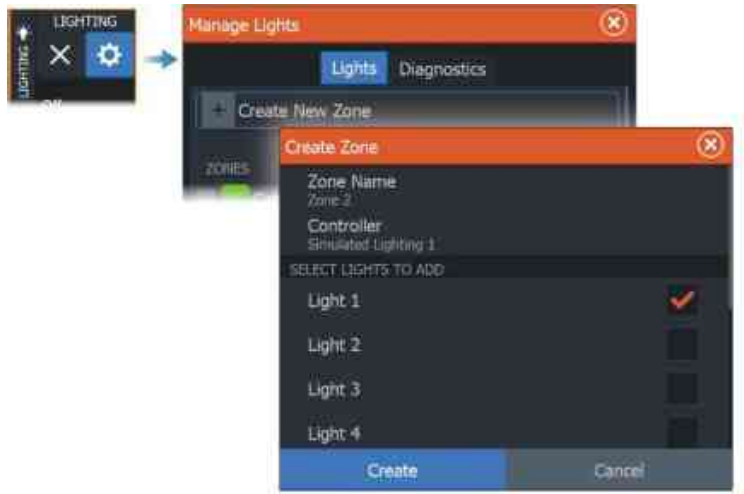 LIGHTING
LIGHTING
Manage Lights
Lights Diagnostics
Create New Zone
ZONES
Create Zone
Zone Name
Zone 2
Controller
Simulated Lighting 1
SELECT LIGHTS TO ADD
Light 1
Light 2
Light 3
Light 4
Create Cancel